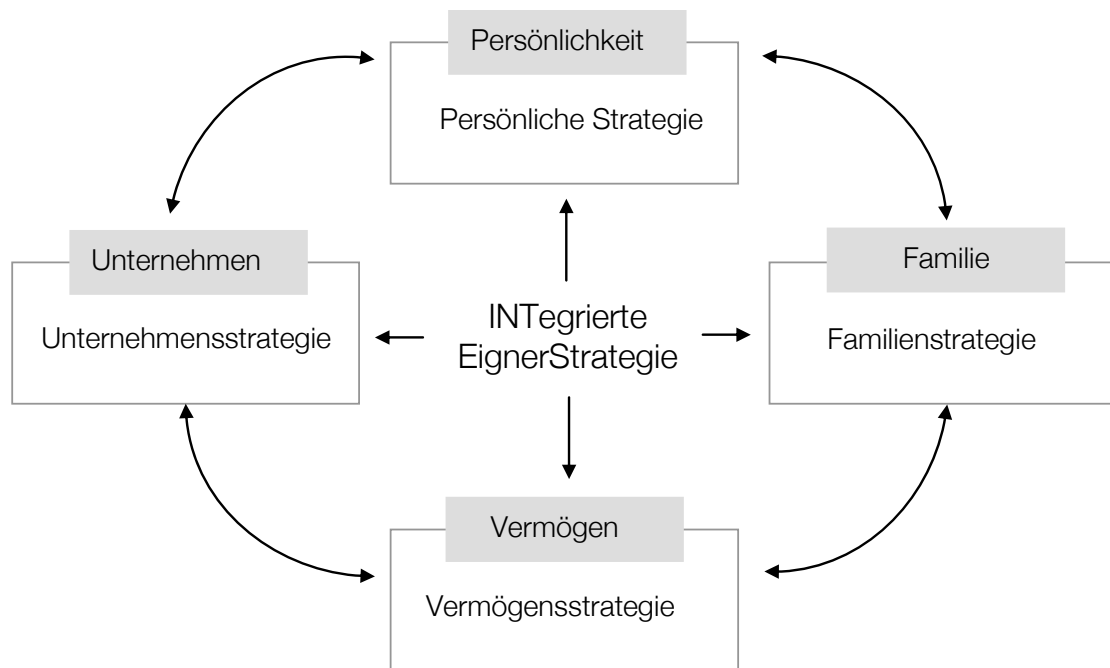 Persönlichkeit
Persönliche Strategie
Unternehmen
Unternehmensstrategie
INTegrierte
EignerStrategie
Familie
Familienstrategie
Vermögen
Vermögensstrategie